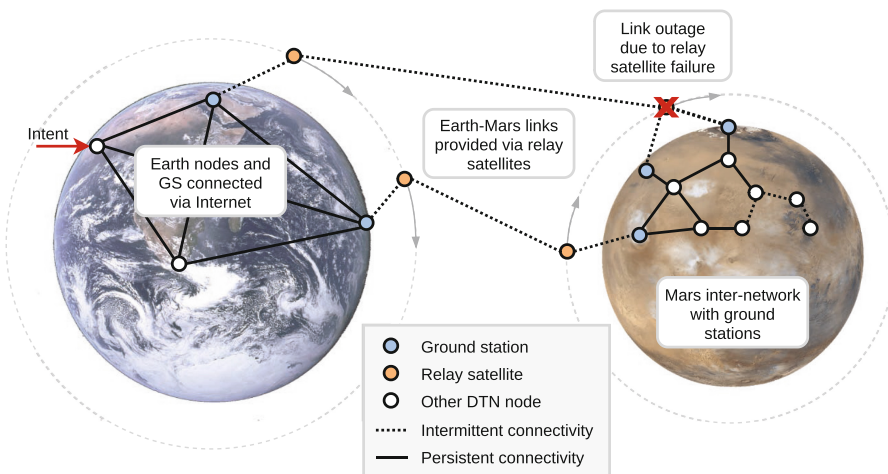 Link outage
due to relay
satellite failure
Intent
Earth-Mars links
provided via relay
satellites
Earth nodes and
GS connected
via Internet
Mars inter-network
with ground
stations
Ground station
Relay satellite
Other DTN node
Intermittent connectivity
Persistent connectivity